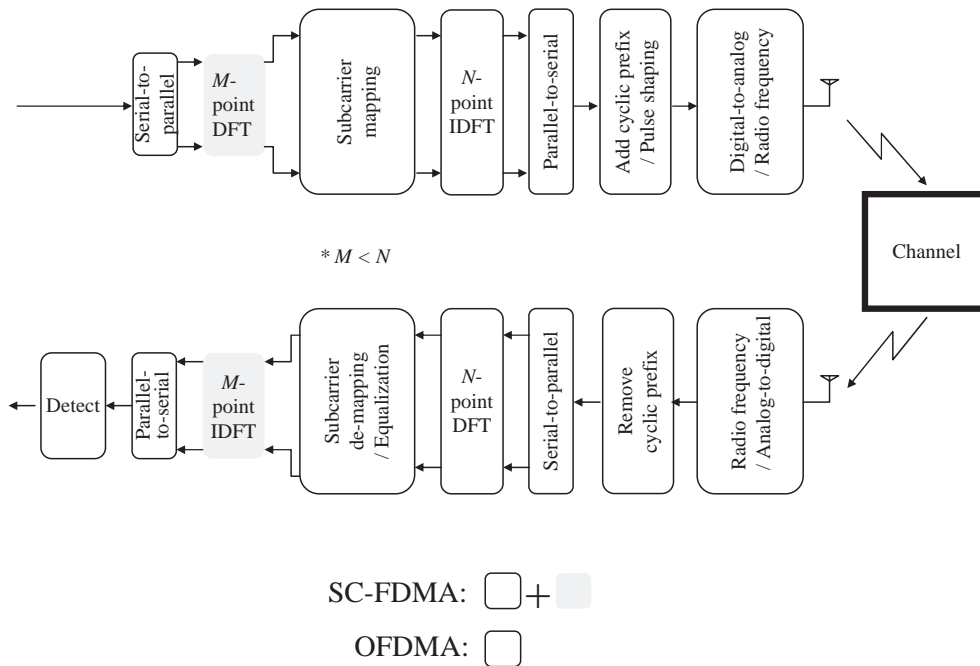 Serial-to-
parallel
M-
point
DFT
Subcarrier
mapping
N-
point
IDFT
Parallel-to-serial
Add cyclic prefix
/ Pulse shaping
Digital-to-analog
/ Radio frequency
* M < N
Channel
Detect
Parallel-
to-serial
M-
point
IDFT
Subcarrier
de-mapping
/ Equalization
N-
point
DFT
Serial-to-parallel
Remove
cyclic prefix
Radio frequency
/ Analog-to-digital
SC-FDMA: +
OFDMA: